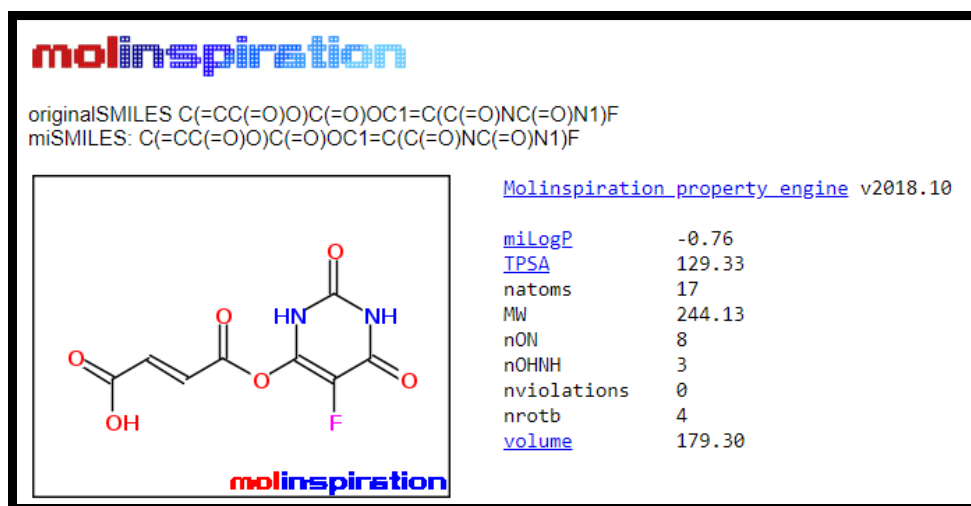 molinspiration
originalSMILES C(=CC(=O)O)C(=O)OC1=C(C(=O)NC(=O)N1)F
miSMILES: C(=CC(=O)O)C(=O)OC1=C(C(=O)NC(=O)N1)F
Molinspiration property engine v2018.10
miLogP -0.76
TPSA 129.33
natoms 17
MW 244.13
nON 8
nOHNH 3
nviolations 0
nrotb 4
volume 179.30
O
O HN NH
O
O O
OH F
molinspiration